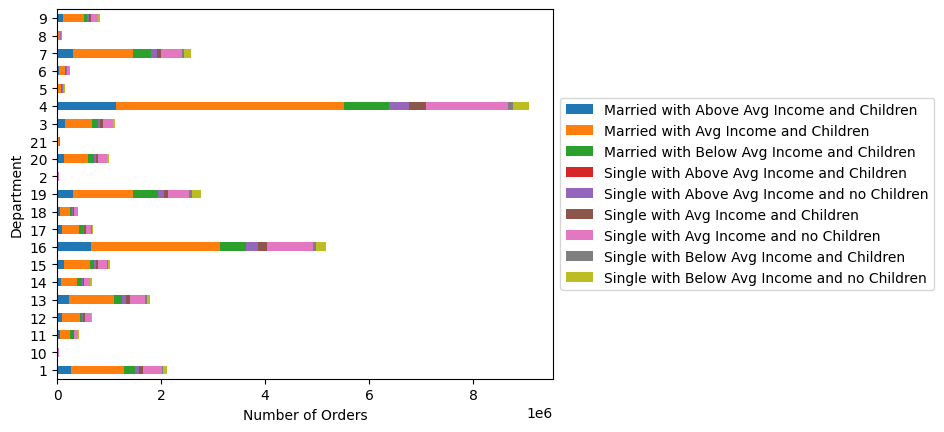 9
8
7
6
5
4
3
21
20
2
19
18
17
16
15
14
13
12
11
10
1
Department
0 2 4 6 8
1e6
Number of Orders
Married with Above Avg Income and Children
Married with Avg Income and Children
Married with Below Avg Income and Children
Single with Above Avg Income and Children
Single with Above Avg Income and no Children
Single with Avg Income and Children
Single with Avg Income and no Children
Single with Below Avg Income and Children
Single with Below Avg Income and no Children